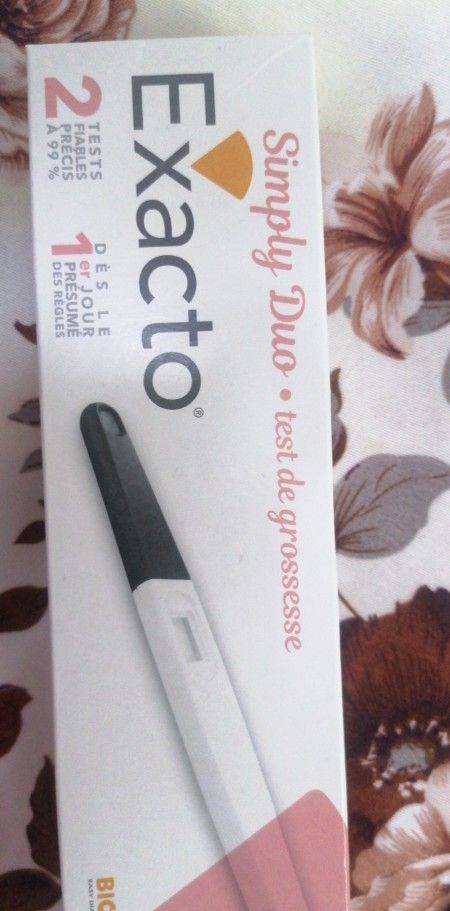 Simply Duo • test de grossesse
Exacto®
2 TESTS
FIABLES
PRÉCIS
À 99 %
DÈS LE
1er JOUR
PRÉSUMÉ
DES RÈGLES